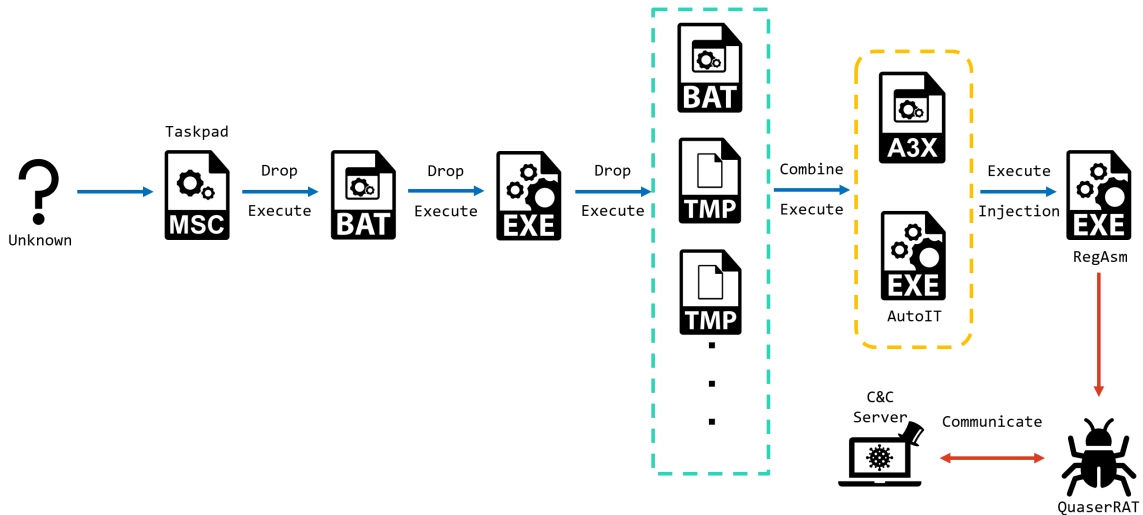 Unknown
Taskpad
MSC
Drop
Execute
BAT
Drop
Execute
EXE
Drop
Execute
BAT
TMP
TMP
Combine
Execute
A3X
EXE
AutoIT
Execute
Injection
EXE
RegAsm
C&C
Server
Communicate
QuaserRAT